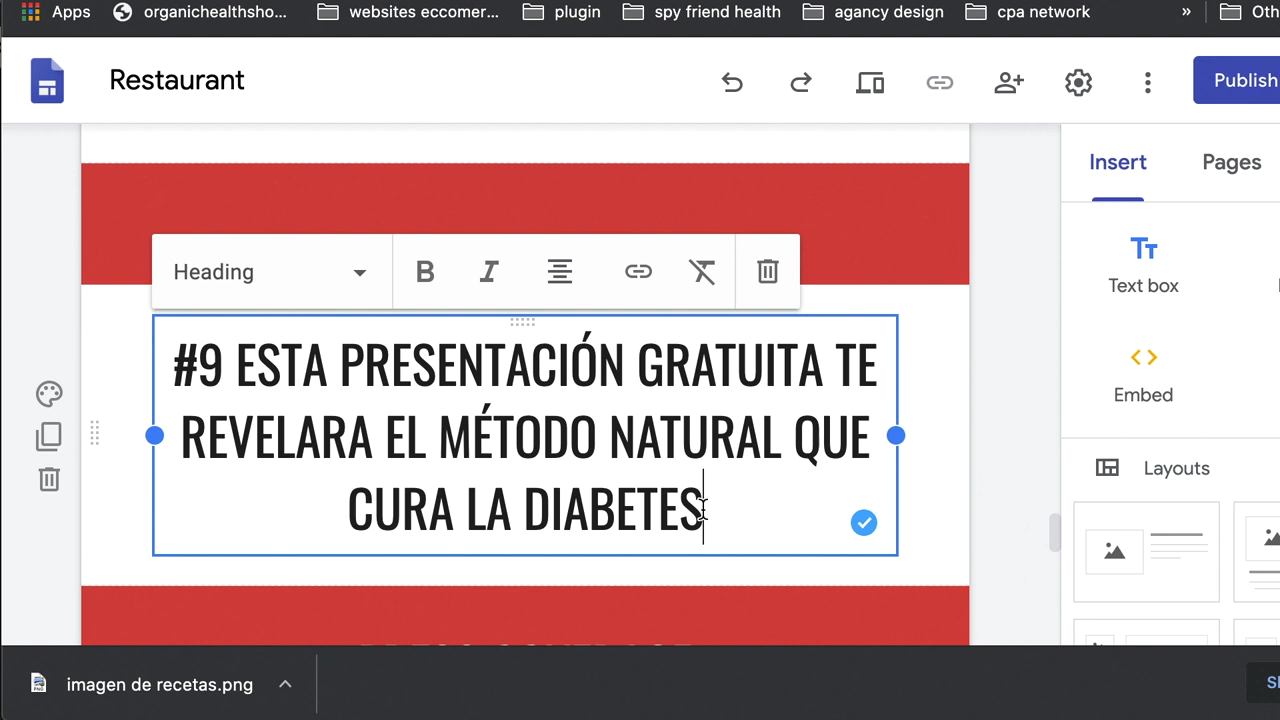 Apps organichealthsho... websites eccomer... plugin spy friend health agancy design cpa network » Oth
Restaurant
Publish
Insert Pages
Heading B I
Text box
#9 ESTA PRESENTACIÓN GRATUITA TE
REVELARA EL MÉTODO NATURAL QUE
CURA LA DIABETES
Embed
Layouts
imagen de recetas.png